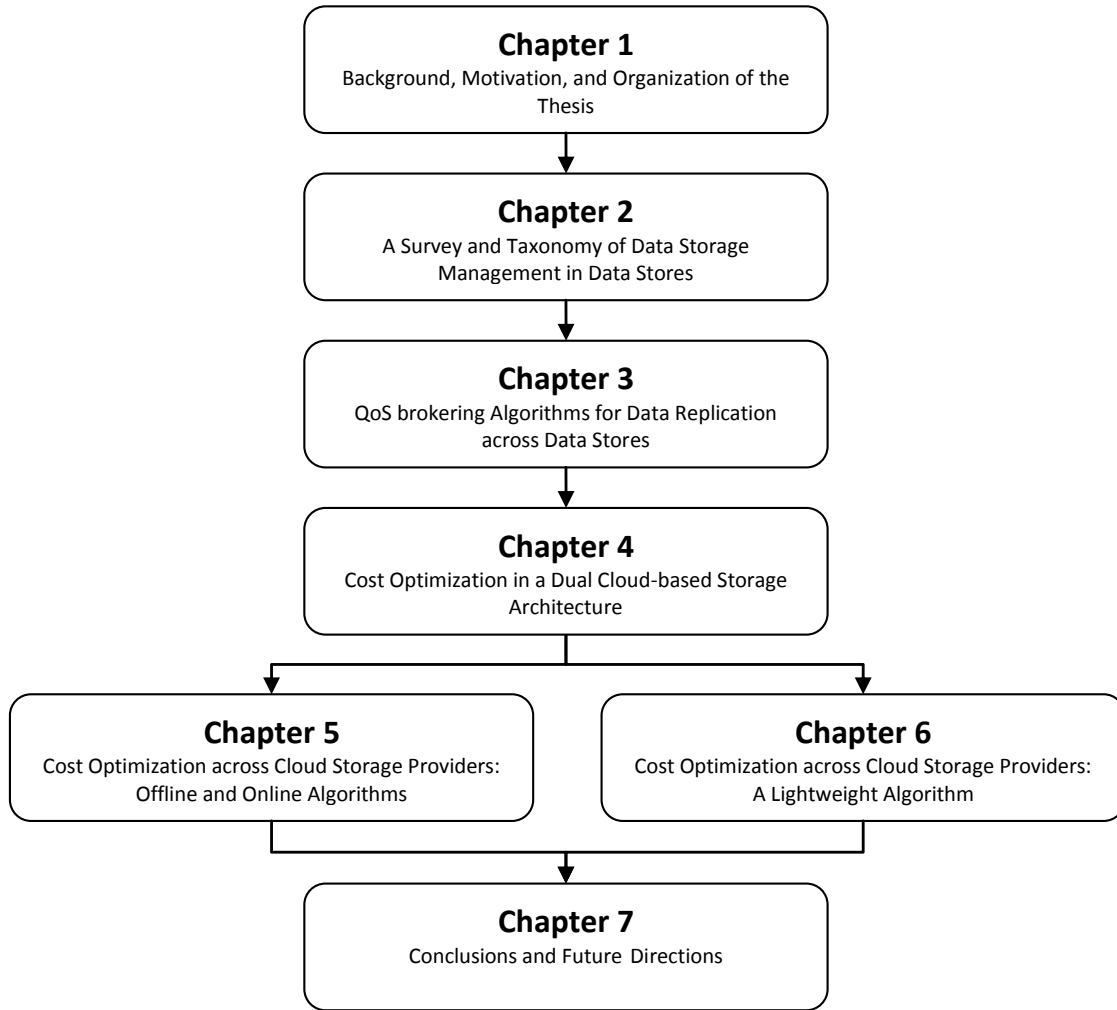 Chapter 1
Background, Motivation, and Organization of the
Thesis
Chapter 2
A Survey and Taxonomy of Data Storage
Management in Data Stores
Chapter 3
QoS brokering Algorithms for Data Replication
across Data Stores
Chapter 4
Cost Optimization in a Dual Cloud-based Storage
Architecture
Chapter 5
Cost Optimization across Cloud Storage Providers:
Offline and Online Algorithms
Chapter 6
Cost Optimization across Cloud Storage Providers:
A Lightweight Algorithm
Chapter 7
Conclusions and Future Directions